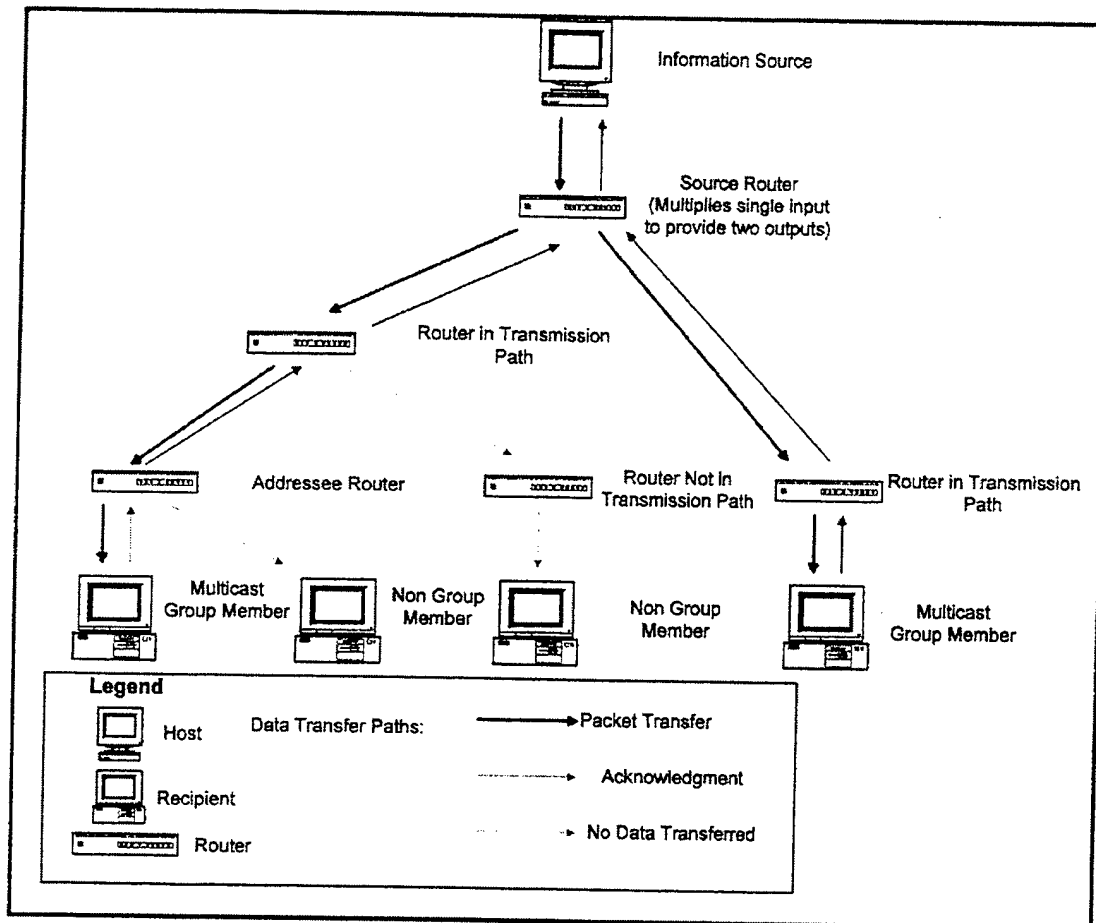 Information Source
Source Router
(Multiplies single input
to provide two outputs)
Router in Transmission
Path
Addressee Router
Router Not In
Transmission Path
Router in Transmission
Path
Multicast
Group Member
Non Group
Member
Non Group
Member
Multicast
Group Member
Legend
Host
Data Transfer Paths:
Packet Transfer
Acknowledgment
Recipient
No Data Transferred
Router